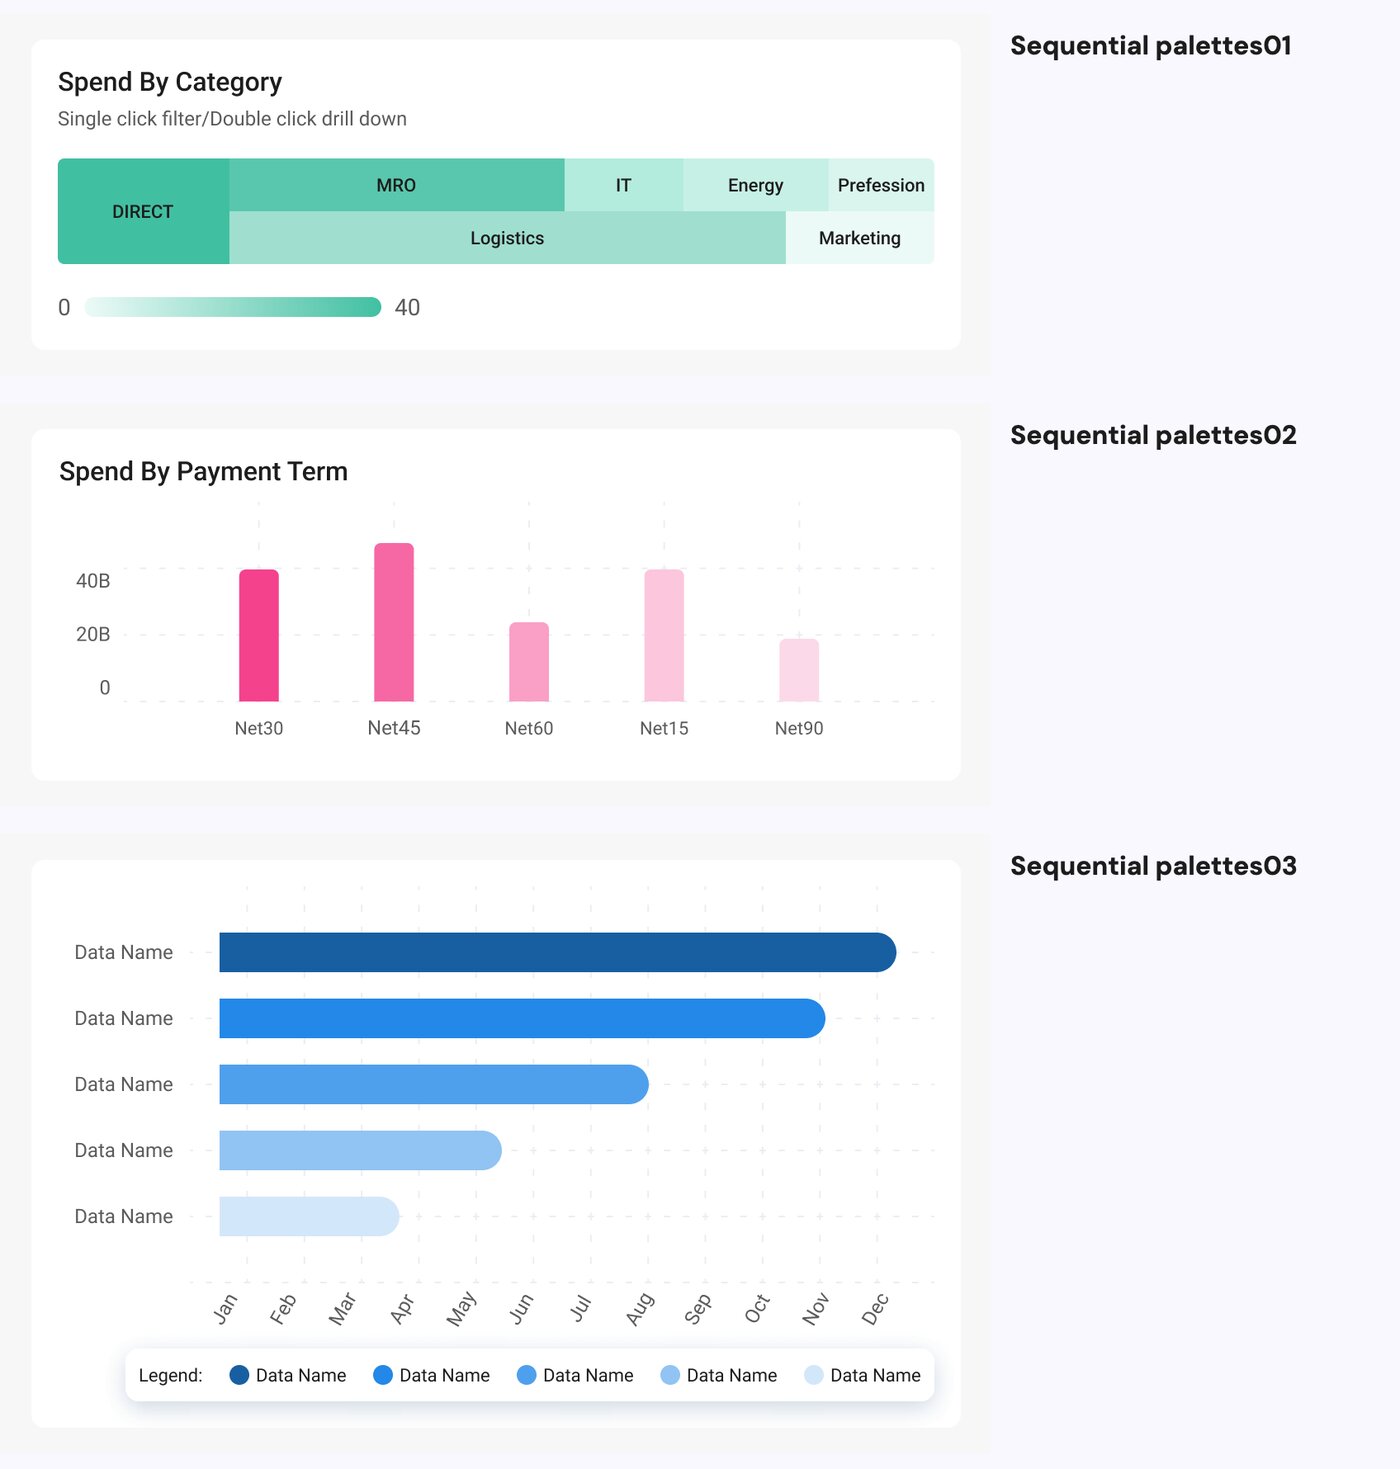 Sequential palettes01
Spend By Category
Single click filter/Double click drill down
DIRECT
MRO
IT
Energy
Prefession
Logistics
Marketing
0
40
Sequential palettes02
Spend By Payment Term
40B
20B
0
Net30
Net45
Net60
Net15
Net90
Sequential palettes03
Data Name
Data Name
Data Name
Data Name
Data Name
Jan
Feb
Mar
Apr
May
Jun
Jul
Aug
Sep
Oct
Nov
Dec
Legend:
Data Name
Data Name
Data Name
Data Name
Data Name